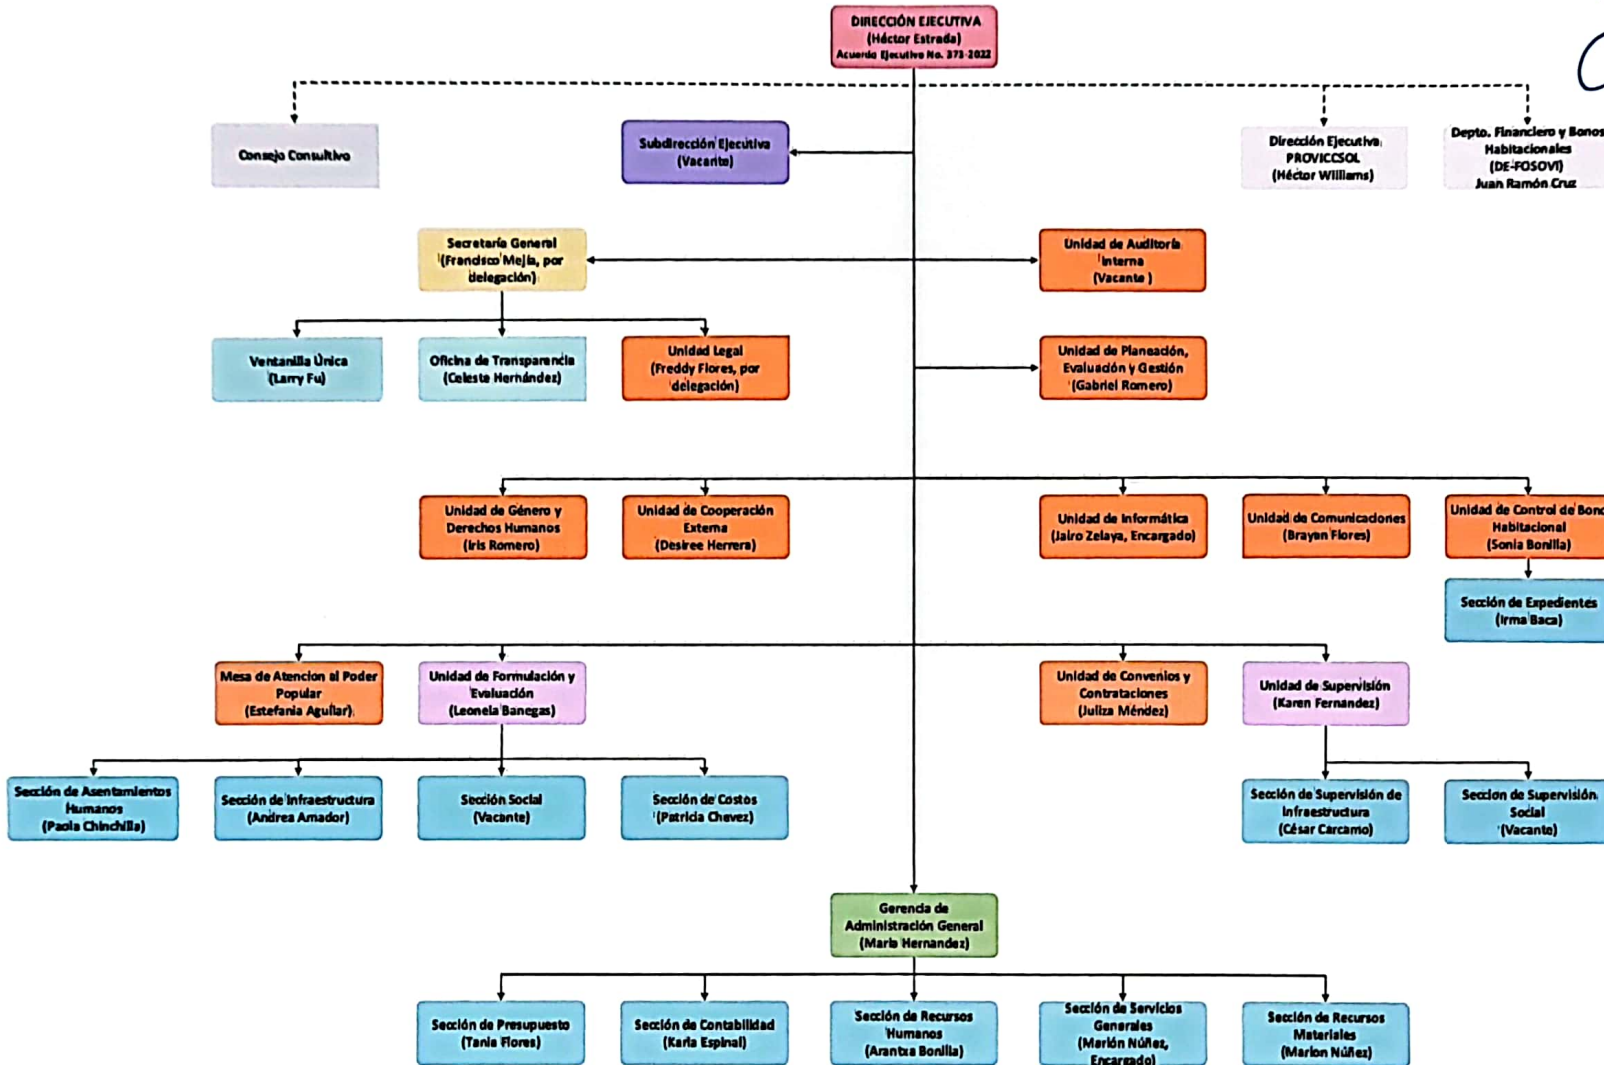 DIRECCIÓN EJECUTIVA
(Héctor Estrada)
Acuerdo Ejecutivo No. 373-2022
Consejo Consultivo
Subdirección Ejecutiva
(Vacante)
Dirección Ejecutiva
PROVICCSOL
(Héctor Williams)
Depto. Financiero y Bonos
Habitacionales
(DE-FOSOVI)
Juan Ramón Cruz
Secretaría General
(Francisco Mejía, por
delegación)
Unidad de Auditoría
Interna
(Vacante )
Ventanilla Única
(Larry Fu)
Oficina de Transparencia
(Celeste Hernández)
Unidad Legal
(Freddy Flores, por
delegación)
Unidad de Planeación,
Evaluación y Gestión
(Gabriel Romero)
Unidad de Género y
Derechos Humanos
(Iris Romero)
Unidad de Cooperación
Externa
(Desiree Herrera)
Unidad de Informática
(Jairo Zelaya, Encargado)
Unidad de Comunicaciones
(Brayan Flores)
Unidad de Control de Bono
Habitacional
(Sonia Bonilla)
Sección de Expedientes
(Irma Baca)
Mesa de Atencion al Poder
Popular
(Estefania Aguilar)
Unidad de Formulación y
Evaluación
(Leonela Banegas)
Unidad de Convenios y
Contrataciones
(Juliza Méndez)
Unidad de Supervisión
(Karen Fernandez)
Sección de Asentamientos
Humanos
(Paola Chinchilla)
Sección de Infraestructura
(Andrea Amador)
Sección Social
(Vacante)
Sección de Costos
(Patricia Chevez)
Sección de Supervisión de
Infraestructura
(César Carcamo)
Seccion de Supervisión
Social
(Vacante)
Gerencia de
Administración General
(Maria Hernandez)
Sección de Presupuesto
(Tania Flores)
Sección de Contabilidad
(Karla Espinal)
Sección de Recursos
Humanos
(Arantxa Bonilla)
Sección de Servicios
Generales
(Marlón Núñez,
Encargado)
Sección de Recursos
Materiales
(Marlon Núñez)